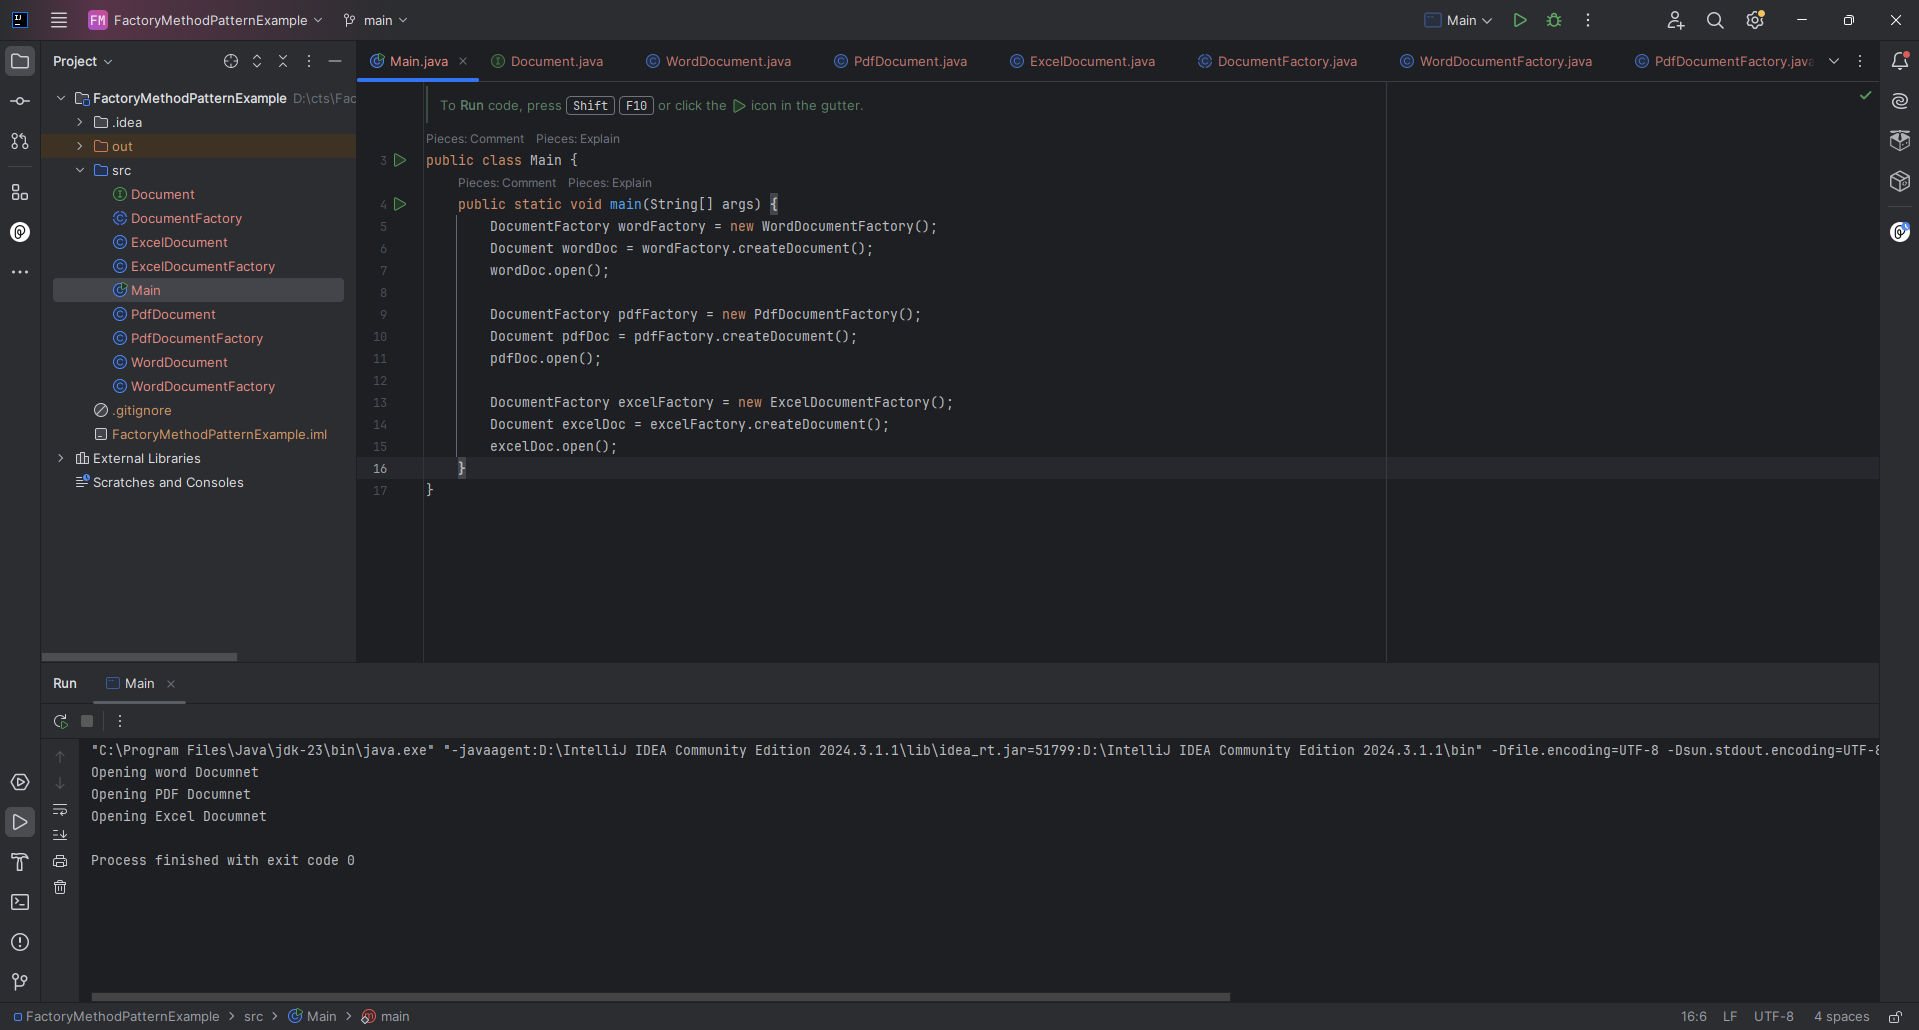 FM FactoryMethodPatternExample main Main
Project
Main.java Document.java WordDocument.java PdfDocument.java ExcelDocument.java DocumentFactory.java WordDocumentFactory.java PdfDocumentFactory.java
FactoryMethodPatternExample D:\cts\Fac
.idea
out
src
Document
DocumentFactory
ExcelDocument
ExcelDocumentFactory
Main
PdfDocument
PdfDocumentFactory
WordDocument
WordDocumentFactory
.gitignore
FactoryMethodPatternExample.iml
External Libraries
Scratches and Consoles
To Run code, press Shift F10 or click the icon in the gutter.
Pieces: Comment Pieces: Explain
3 public class Main {
Pieces: Comment Pieces: Explain
4 public static void main(String[] args) {
5 DocumentFactory wordFactory = new WordDocumentFactory();
6 Document wordDoc = wordFactory.createDocument();
7 wordDoc.open();
8
9 DocumentFactory pdfFactory = new PdfDocumentFactory();
10 Document pdfDoc = pdfFactory.createDocument();
11 pdfDoc.open();
12
13 DocumentFactory excelFactory = new ExcelDocumentFactory();
14 Document excelDoc = excelFactory.createDocument();
15 excelDoc.open();
16 }
17 }
Run Main
"C:\Program Files\Java\jdk-23\bin\java.exe" "-javaagent:D:\IntelliJ IDEA Community Edition 2024.3.1.1\lib\idea_rt.jar=51799:D:\IntelliJ IDEA Community Edition 2024.3.1.1\bin" -Dfile.encoding=UTF-8 -Dsun.stdout.encoding=UTF-8
Opening word Documnet
Opening PDF Documnet
Opening Excel Documnet
Process finished with exit code 0
FactoryMethodPatternExample > src > Main > main 16:6 LF UTF-8 4 spaces